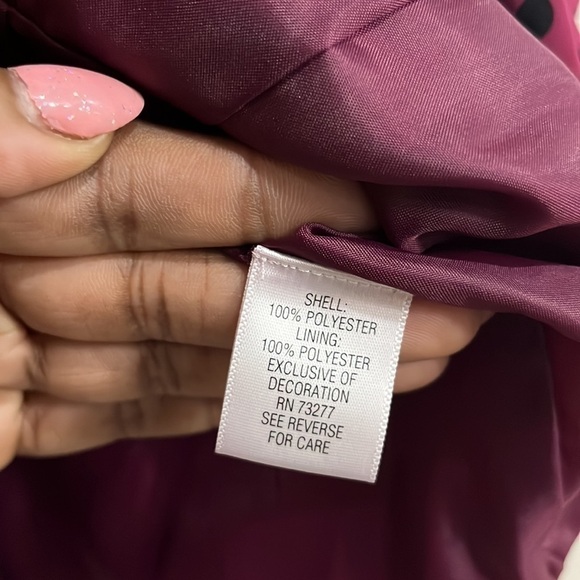 SHELL:
100% POLYESTER
LINING:
100% POLYESTER
EXCLUSIVE OF
DECORATION
RN 73277
SEE REVERSE
FOR CARE